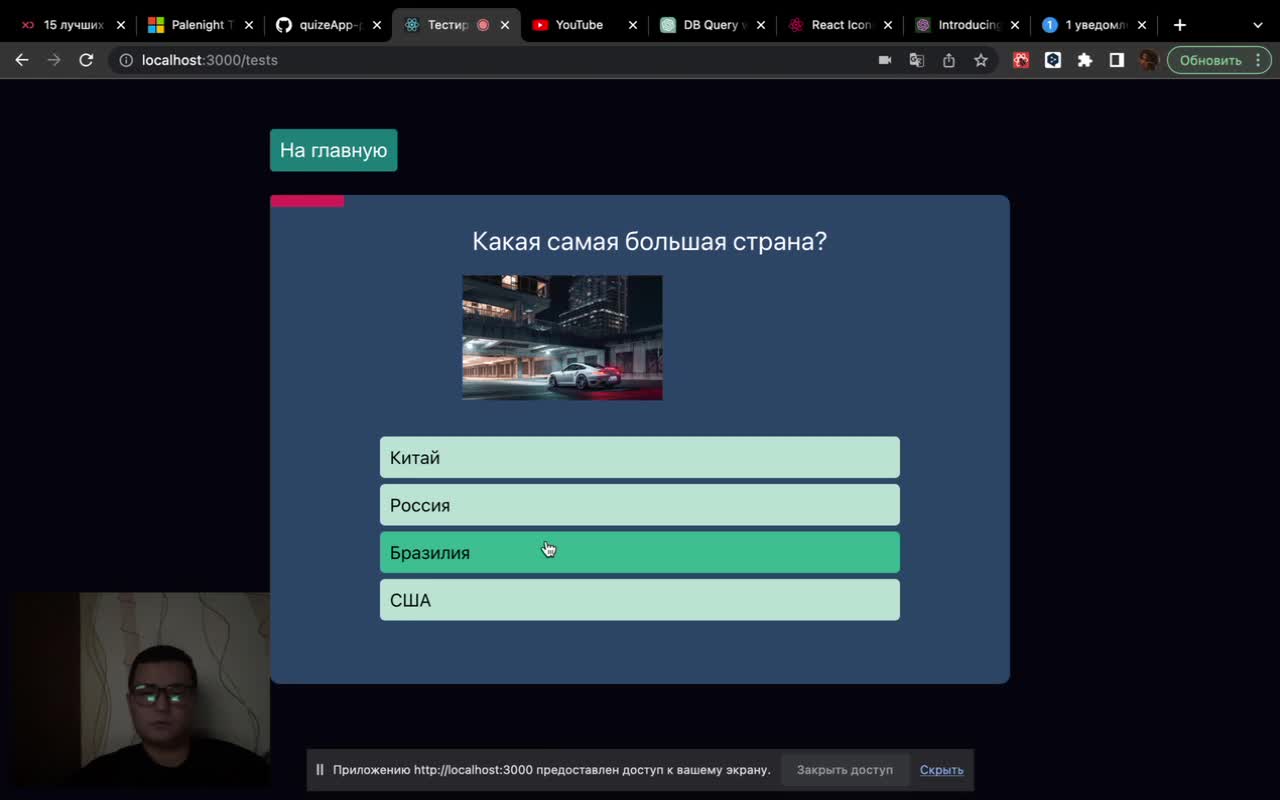 15 лучших
Palenight T
quizeApp-
Тестир
YouTube
DB Query
React Icon
Introducing
1 уведомл
localhost:3000/tests
Обновить
На главную
Какая самая большая страна?
Китай
Россия
Бразилия
США
Приложению http://localhost:3000 предоставлен доступ к вашему экрану.
Закрыть доступ
Скрыть